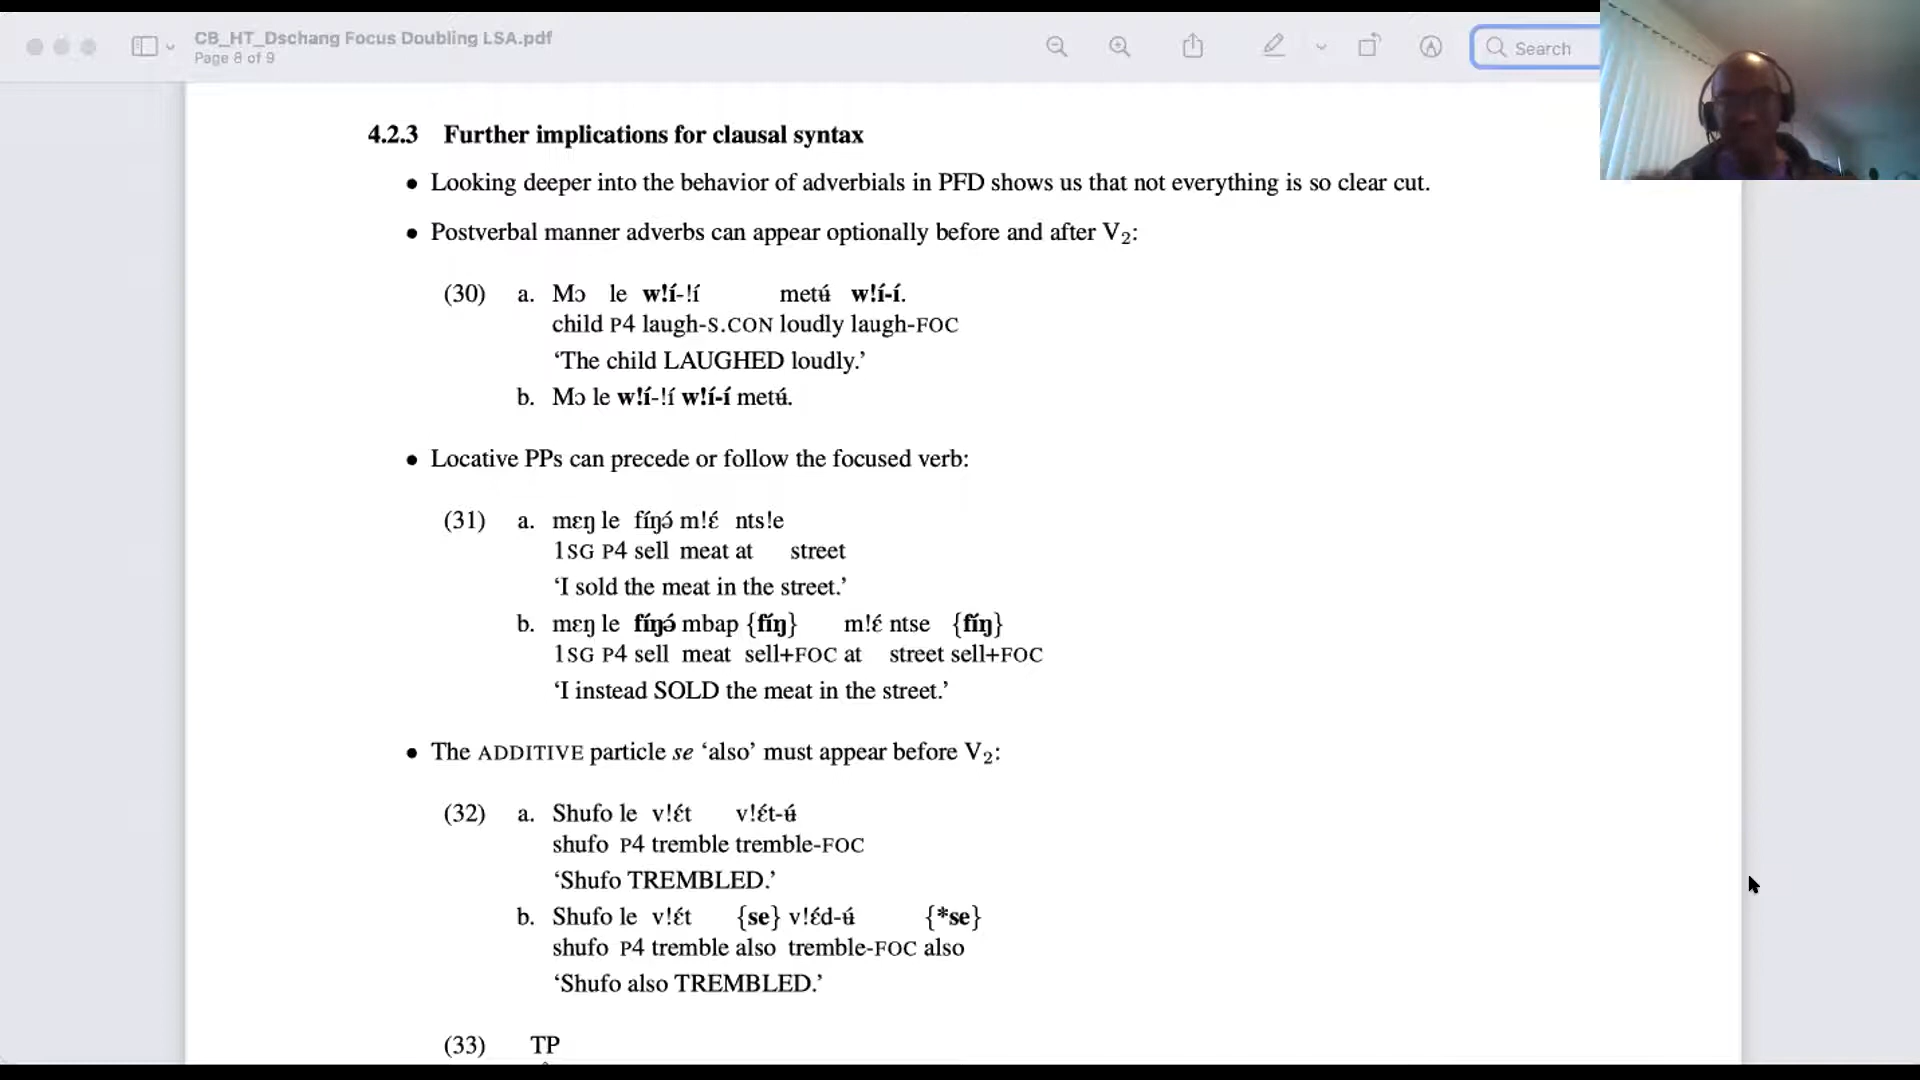 CB_HT_Dschang Focus Doubling LSA.pdf
Page 8 of 9
Search
4.2.3 Further implications for clausal syntax
• Looking deeper into the behavior of adverbials in PFD shows us that not everything is so clear cut.
• Postverbal manner adverbs can appear optionally before and after V₂:
(30) a. Mɔ le w!í-!í metʉ́ w!í-í.
child P4 laugh-S.CON loudly laugh-FOC
‘The child LAUGHED loudly.’
b. Mɔ le w!í-!í w!í-í metʉ́.
• Locative PPs can precede or follow the focused verb:
(31) a. mɛŋ le fíŋə́ m!ɛ́ nts!e
1SG P4 sell meat at street
‘I sold the meat in the street.’
b. mɛŋ le fíŋə́ mbap {fíŋ} m!ɛ́ ntse {fíŋ}
1SG P4 sell meat sell+FOC at street sell+FOC
‘I instead SOLD the meat in the street.’
• The ADDITIVE particle se ‘also’ must appear before V₂:
(32) a. Shufo le v!ɛ́t v!ɛ́t-ʉ́
shufo P4 tremble tremble-FOC
‘Shufo TREMBLED.’
b. Shufo le v!ɛ́t {se} v!ɛ́d-ʉ́ {*se}
shufo P4 tremble also tremble-FOC also
‘Shufo also TREMBLED.’
(33) TP